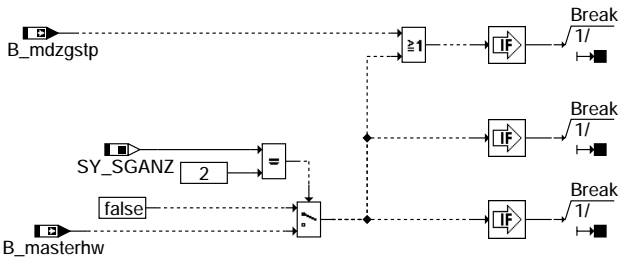 Break
1/
B_mdzgstp
≥1
IF
Break
1/
IF
SY_SGANZ
=
2
Break
1/
false
IF
B_masterhw